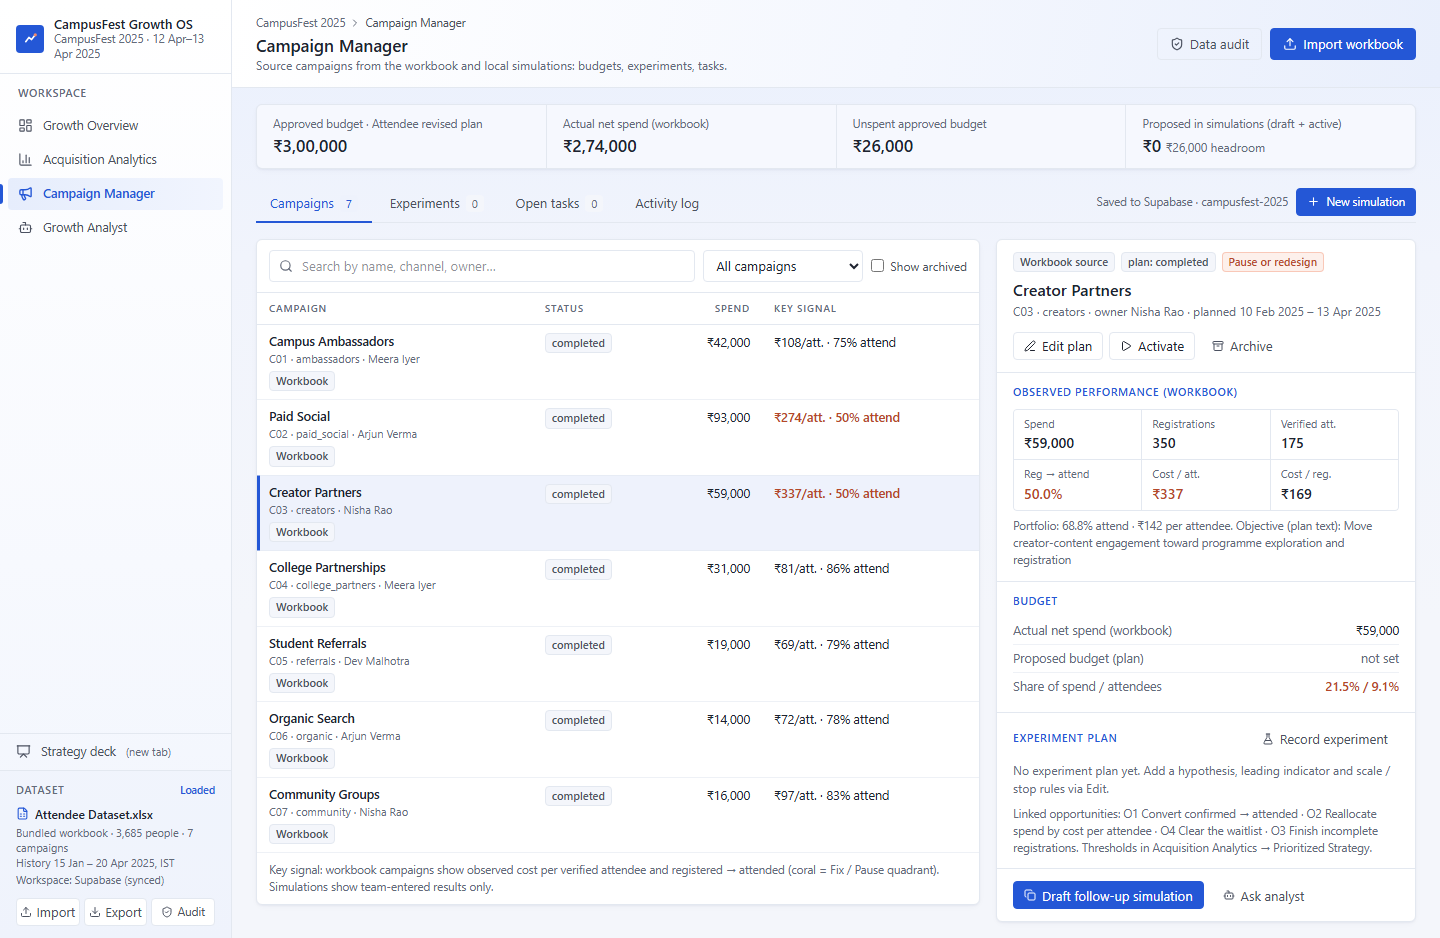 CampusFest Growth OS
CampusFest 2025 · 12 Apr–13
Apr 2025
WORKSPACE
Growth Overview
Acquisition Analytics
Campaign Manager
Growth Analyst
Strategy deck (new tab)
DATASET Loaded
Attendee Dataset.xlsx
Bundled workbook · 3,685 people · 7
campaigns
History 15 Jan – 20 Apr 2025, IST
Workspace: Supabase (synced)
Import Export Audit
CampusFest 2025 > Campaign Manager
Campaign Manager
Source campaigns from the workbook and local simulations: budgets, experiments, tasks.
Data audit
Import workbook
Approved budget · Attendee revised plan
₹3,00,000
Actual net spend (workbook)
₹2,74,000
Unspent approved budget
₹26,000
Proposed in simulations (draft + active)
₹0 ₹26,000 headroom
Campaigns 7 Experiments 0 Open tasks 0 Activity log
Saved to Supabase · campusfest-2025
New simulation
Search by name, channel, owner...
All campaigns
Show archived
CAMPAIGN STATUS SPEND KEY SIGNAL
Campus Ambassadors completed ₹42,000 ₹108/att. · 75% attend
C01 · ambassadors · Meera Iyer
Workbook
Paid Social completed ₹93,000 ₹274/att. · 50% attend
C02 · paid_social · Arjun Verma
Workbook
Creator Partners completed ₹59,000 ₹337/att. · 50% attend
C03 · creators · Nisha Rao
Workbook
College Partnerships completed ₹31,000 ₹81/att. · 86% attend
C04 · college_partners · Meera Iyer
Workbook
Student Referrals completed ₹19,000 ₹69/att. · 79% attend
C05 · referrals · Dev Malhotra
Workbook
Organic Search completed ₹14,000 ₹72/att. · 78% attend
C06 · organic · Arjun Verma
Workbook
Community Groups completed ₹16,000 ₹97/att. · 83% attend
C07 · community · Nisha Rao
Workbook
Key signal: workbook campaigns show observed cost per verified attendee and registered → attended (coral = Fix / Pause quadrant).
Simulations show team-entered results only.
Workbook source plan: completed Pause or redesign
Creator Partners
C03 · creators · owner Nisha Rao · planned 10 Feb 2025 – 13 Apr 2025
Edit plan Activate Archive
OBSERVED PERFORMANCE (WORKBOOK)
Spend Registrations Verified att.
₹59,000 350 175
Reg → attend Cost / att. Cost / reg.
50.0% ₹337 ₹169
Portfolio: 68.8% attend · ₹142 per attendee. Objective (plan text): Move
creator-content engagement toward programme exploration and
registration
BUDGET
Actual net spend (workbook) ₹59,000
Proposed budget (plan) not set
Share of spend / attendees 21.5% / 9.1%
EXPERIMENT PLAN Record experiment
No experiment plan yet. Add a hypothesis, leading indicator and scale /
stop rules via Edit.
Linked opportunities: O1 Convert confirmed → attended · O2 Reallocate
spend by cost per attendee · O4 Clear the waitlist · O3 Finish incomplete
registrations. Thresholds in Acquisition Analytics → Prioritized Strategy.
Draft follow-up simulation Ask analyst